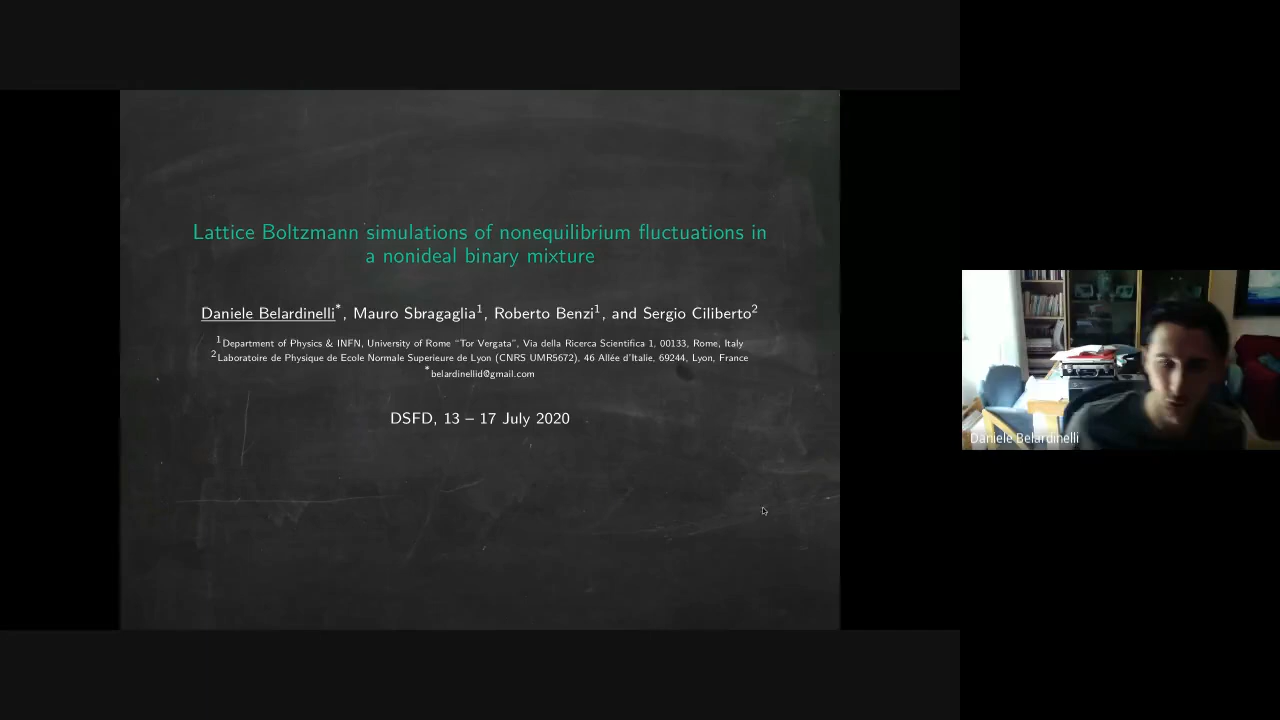 Lattice Boltzmann simulations of nonequilibrium fluctuations in
a nonideal binary mixture
Daniele Belardinelli*, Mauro Sbragaglia1, Roberto Benzi1, and Sergio Ciliberto2
1Department of Physics & INFN, University of Rome “Tor Vergata”, Via della Ricerca Scientifica 1, 00133, Rome, Italy
2Laboratoire de Physique de Ecole Normale Superieure de Lyon (CNRS UMR5672), 46 Allée d'Italie, 69244, Lyon, France
*belardinellid@gmail.com
DSFD, 13 – 17 July 2020
Daniele Belardinelli